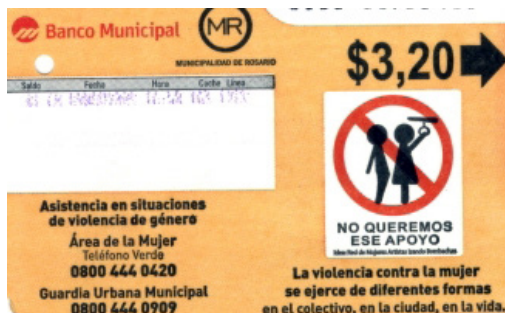 Banco Municipal
MR
MUNICIPALIDAD DE ROSARIO
$3,20
Saldo Fecha Hora Coche Línea
NO QUEREMOS
ESE APOYO
Asistencia en situaciones
de violencia de género
Área de la Mujer
Teléfono Verde
0800 444 0420
Guardia Urbana Municipal
0800 444 0909
La violencia contra la mujer
se ejerce de diferentes formas
en el colectivo, en la ciudad, en la vida.